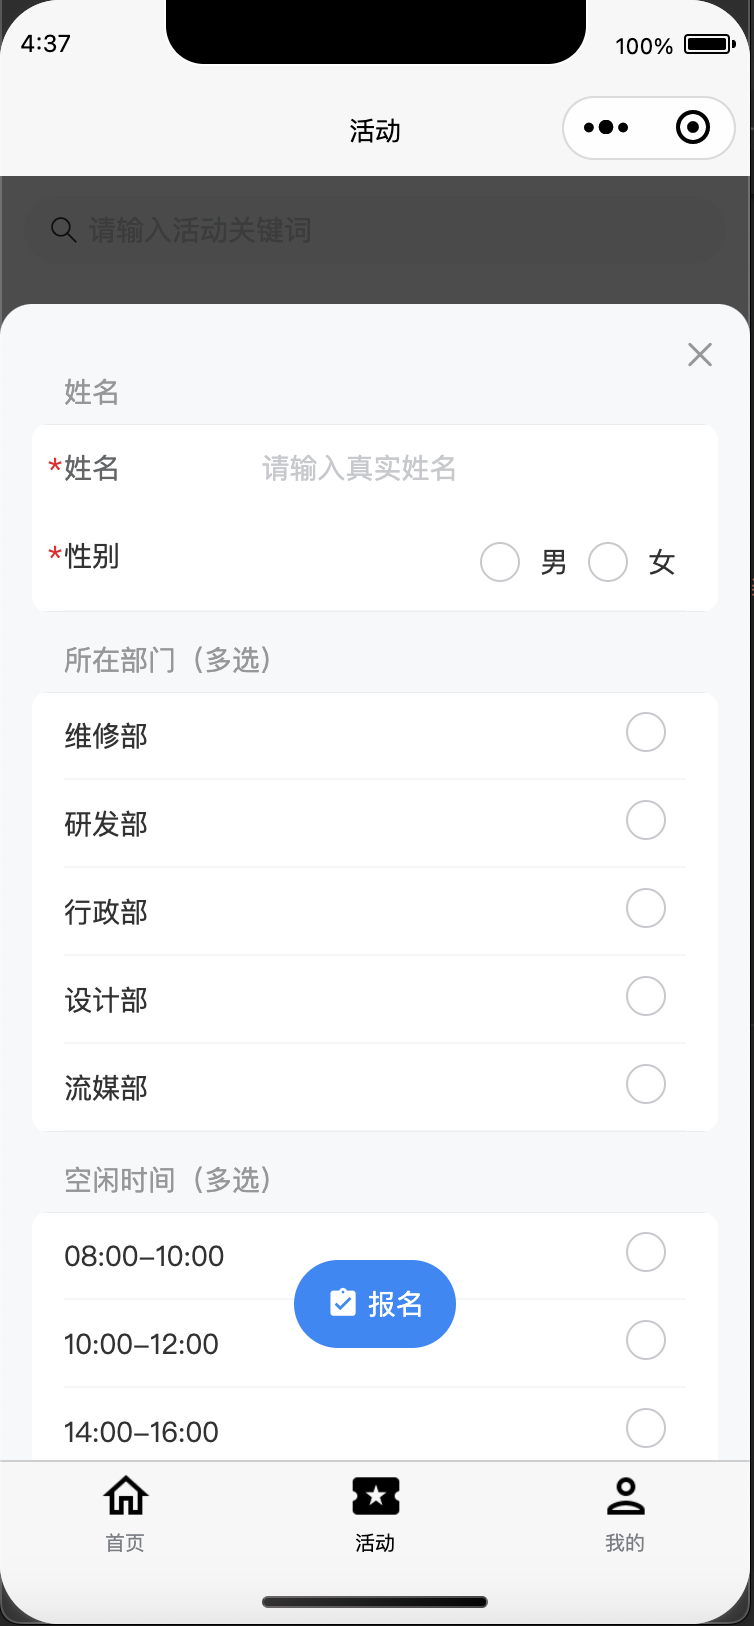 4:37
100%
活动
请输入活动关键词
姓名
*姓名 请输入真实姓名
*性别 男 女
所在部门（多选）
维修部
研发部
行政部
设计部
流媒部
空闲时间（多选）
08:00–10:00
报名
10:00–12:00
14:00–16:00
首页 活动 我的